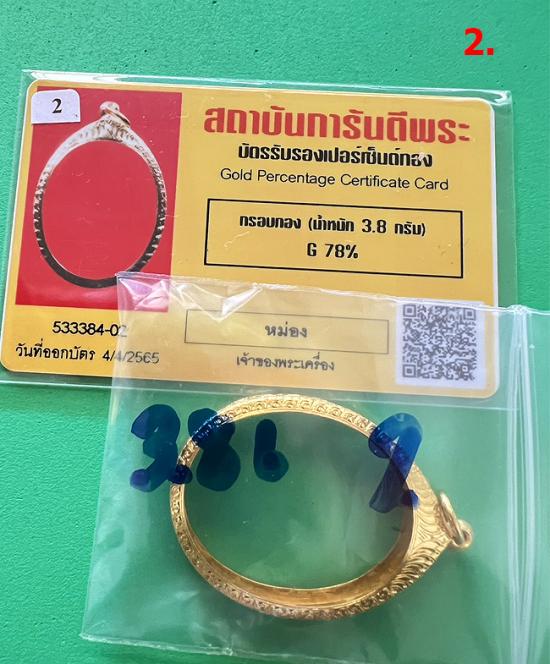 2.
2
สถาบันการันตีพระ
บัตรรับรองเปอร์เซ็นต์ทอง
Gold Percentage Certificate Card
กรอบทอง (น้ำหนัก 3.8 กรัม)
G 78%
533384-02
หม่อง
วันที่ออกบัตร 4/4/2565
เจ้าของพระเครื่อง